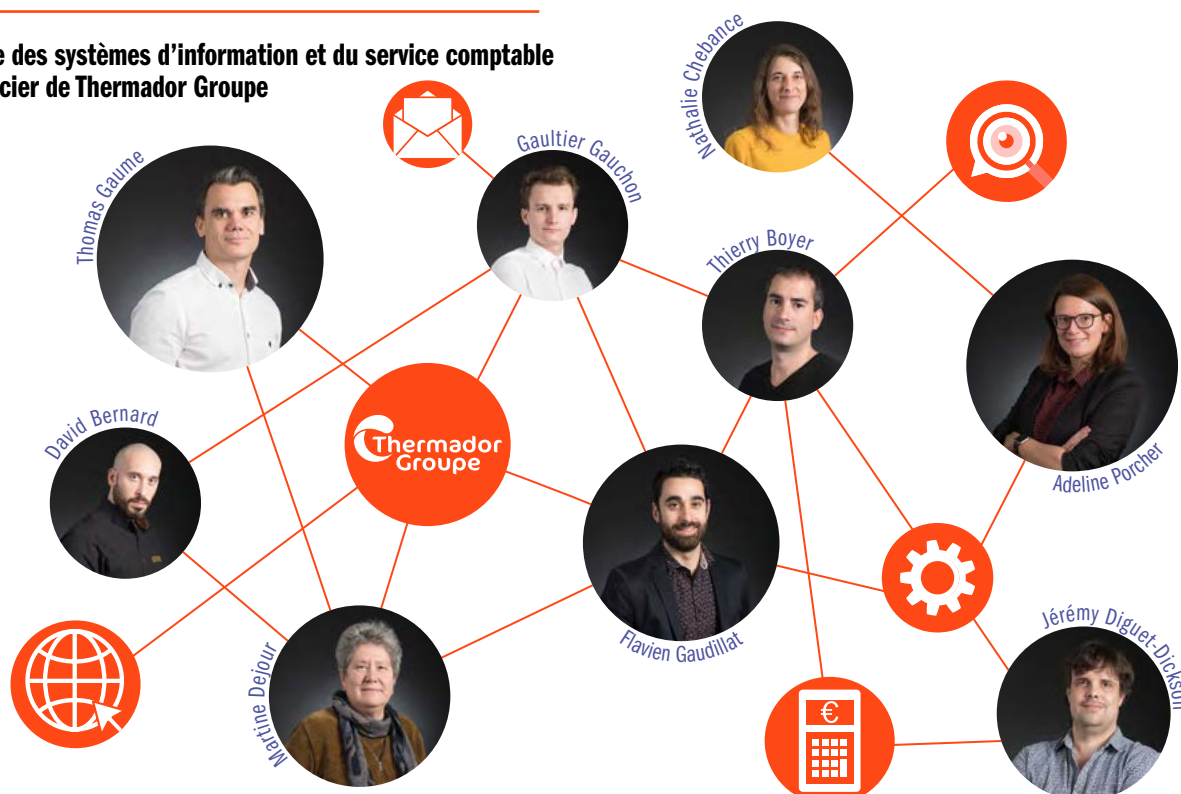 e des systèmes d'information et du service comptable
cier de Thermador Groupe
Nathalie Chebance
Gaultier Gauchon
Thomas Gaume
Thierry Boyer
David Bernard
Thermador
Groupe
Adeline Porcher
Flavien Gaudillat
Jérémy Diguet-Dickson
Martine Dejour
€